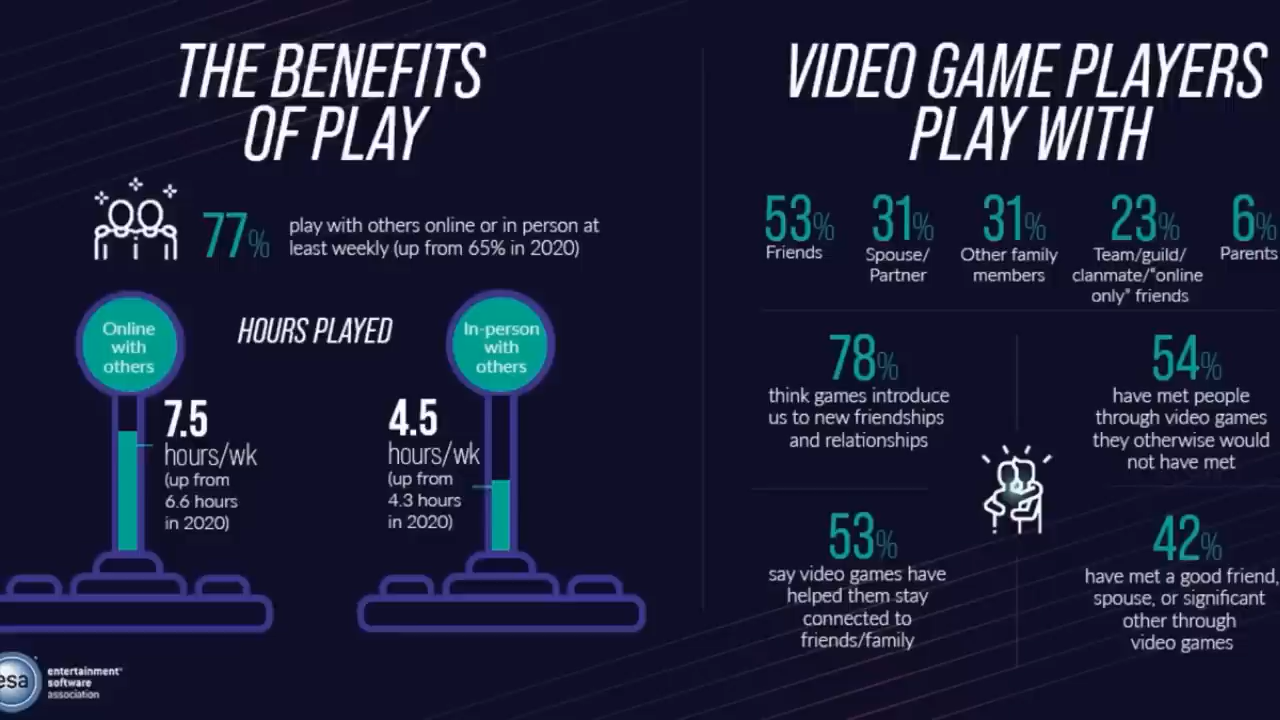 THE BENEFITS
OF PLAY
77%
play with others online or in person at
least weekly (up from 65% in 2020)
HOURS PLAYED
Online
with
others
7.5
hours/wk
(up from
6.6 hours
in 2020)
In-person
with
others
4.5
hours/wk
(up from
4.3 hours
in 2020)
esa
entertainment
software
association
VIDEO GAME PLAYERS
PLAY WITH
53%
Friends
31%
Spouse/
Partner
31%
Other family
members
23%
Team/guild/
clanmate/"online
only" friends
6%
Parents
78%
think games introduce
us to new friendships
and relationships
54%
have met people
through video games
they otherwise would
not have met
53%
say video games have
helped them stay
connected to
friends/family
42%
have met a good friend,
spouse, or significant
other through
video games